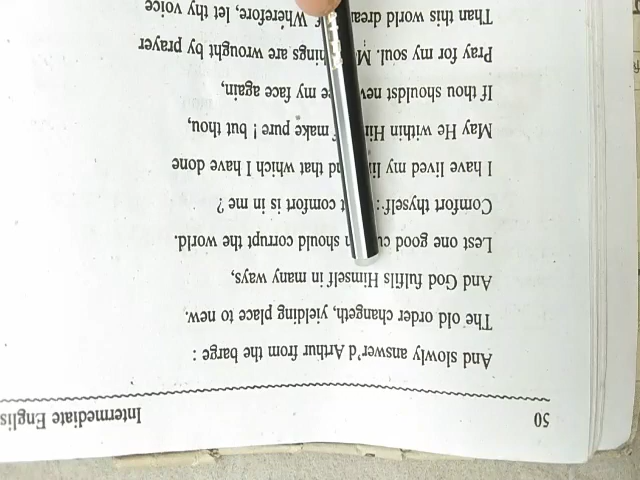 50 Intermediate Englis
And slowly answer'd Arthur from the barge :
The old order changeth, yielding place to new.
And God fulfils Himself in many ways,
Lest one good should corrupt the world.
Comfort thyself: comfort is in me ?
I have lived my that which I have done
May He within make pure ! but thou,
If thou shouldst my face again,
Pray for my soul. things are wrought by prayer
Than this world Wherefore, let thy voice